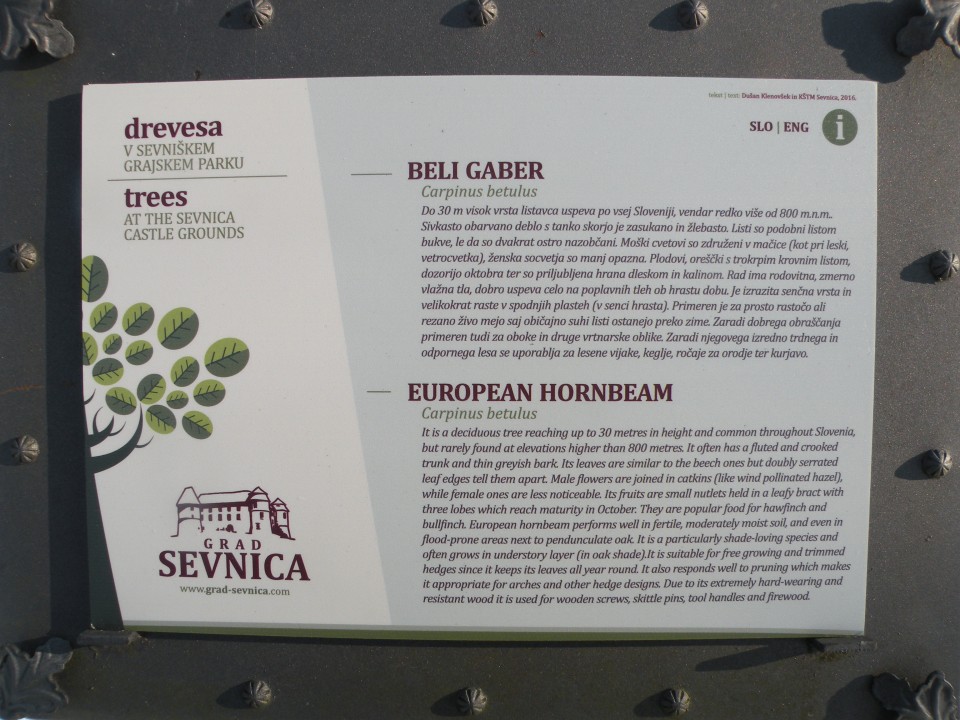 tekst | text: Dušan Klenovšek in KŠTM Sevnica, 2016.
SLO | ENG
i
drevesa
V SEVNIŠKEM
GRAJSKEM PARKU
trees
AT THE SEVNICA
CASTLE GROUNDS
GRAD
SEVNICA
www.grad-sevnica.com
BELI GABER
Carpinus betulus
Do 30 m visok vrsta listavca uspeva po vsej Sloveniji, vendar redko više od 800 m.n.m..
Sivkasto obarvano deblo s tanko skorjo je zasukano in žlebasto. Listi so podobni listom
bukve, le da so dvakrat ostro nazobčani. Moški cvetovi so združeni v mačice (kot pri leski,
vetrocvetka), ženska socvetja so manj opazna. Plodovi, oreščki s trokrpim krovnim listom,
dozorijo oktobra ter so priljubljena hrana dleskom in kalinom. Rad ima rodovitna, zmerno
vlažna tla, dobro uspeva celo na poplavnih tleh ob hrastu dobu. Je izrazita senčna vrsta in
velikokrat raste v spodnjih plasteh (v senci hrasta). Primeren je za prosto rastočo ali
rezano živo mejo saj običajno suhi listi ostanejo preko zime. Zaradi dobrega obraščanja
primeren tudi za oboke in druge vrtnarske oblike. Zaradi njegovega izredno trdnega in
odpornega lesa se uporablja za lesene vijake, keglje, ročaje za orodje ter kurjavo.
EUROPEAN HORNBEAM
Carpinus betulus
It is a deciduous tree reaching up to 30 metres in height and common throughout Slovenia,
but rarely found at elevations higher than 800 metres. It often has a fluted and crooked
trunk and thin greyish bark. Its leaves are similar to the beech ones but doubly serrated
leaf edges tell them apart. Male flowers are joined in catkins (like wind pollinated hazel),
while female ones are less noticeable. Its fruits are small nutlets held in a leafy bract with
three lobes which reach maturity in October. They are popular food for hawfinch and
bullfinch. European hornbeam performs well in fertile, moderately moist soil, and even in
flood-prone areas next to pendunculate oak. It is a particularly shade-loving species and
often grows in understory layer (in oak shade).It is suitable for free growing and trimmed
hedges since it keeps its leaves all year round. It also responds well to pruning which makes
it appropriate for arches and other hedge designs. Due to its extremely hard-wearing and
resistant wood it is used for wooden screws, skittle pins, tool handles and firewood.